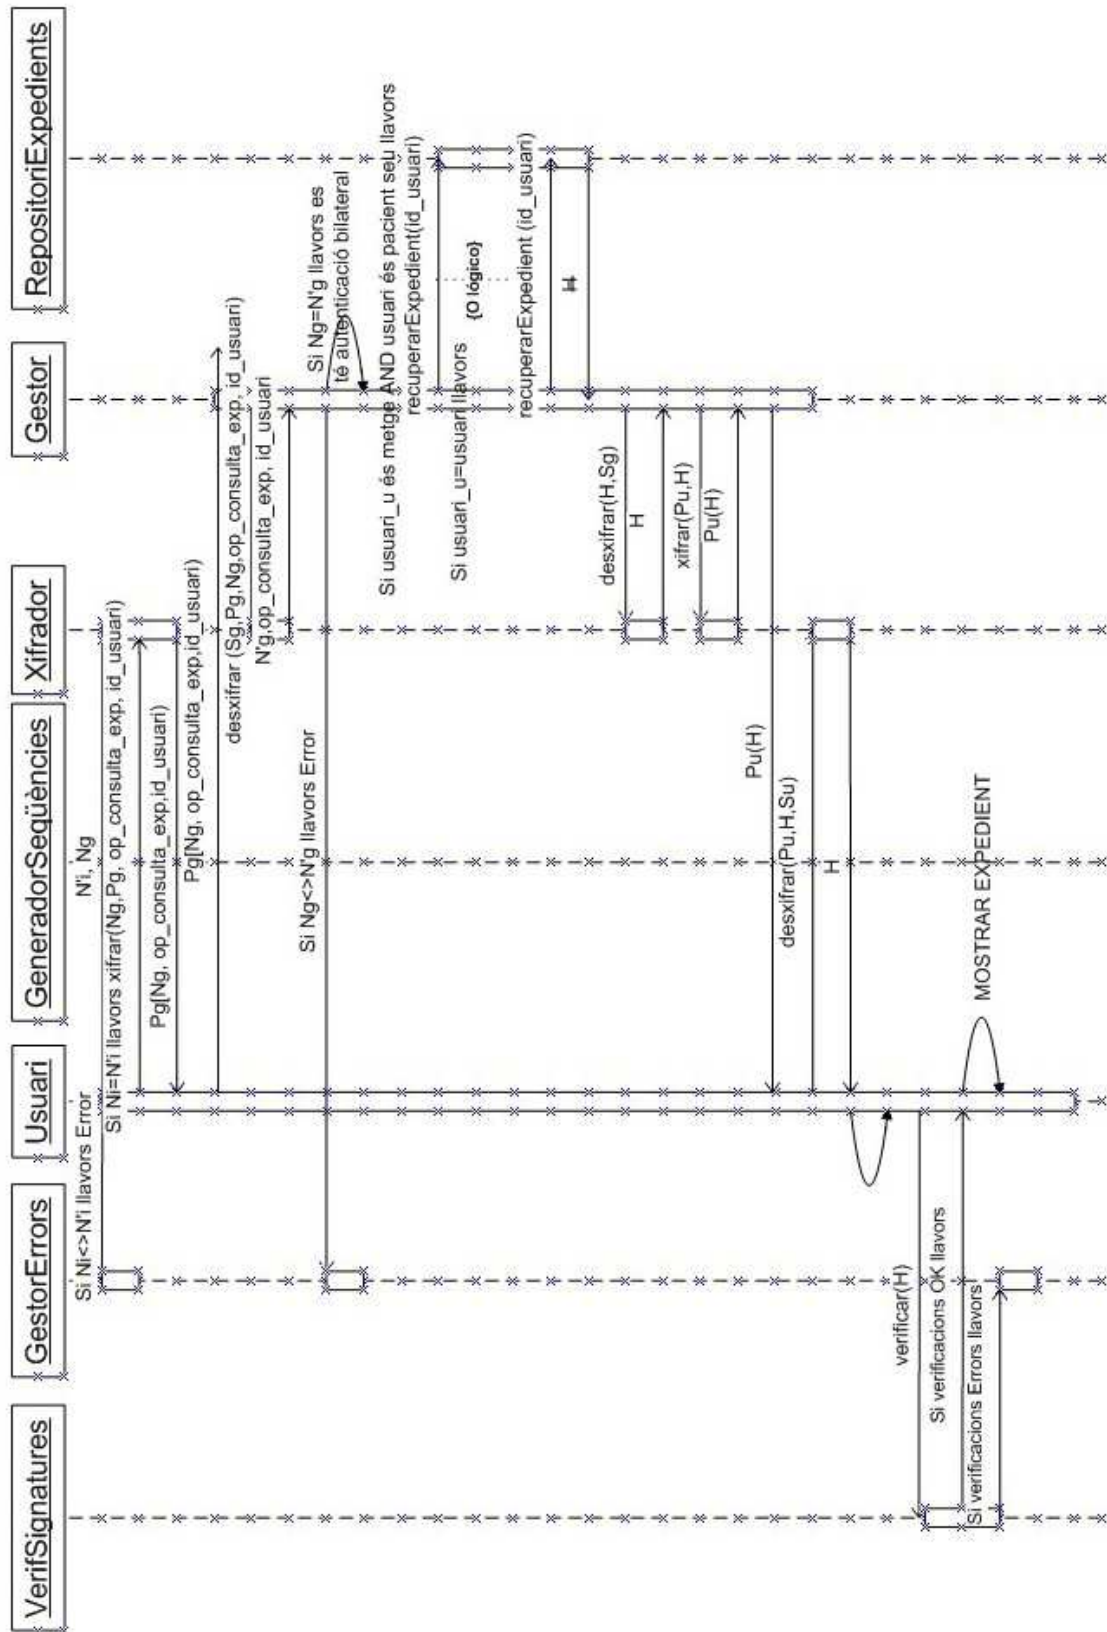 VerifSignatures
GestorErrors
Usuari
GeneradorSeqüències
Xifrador
Gestor
RepositoriExpedients
Si Ni<>N'i llavors Error
N'i, Ng
Si Ni=N'i llavors xifrar(Ng,Pg, op_consulta_exp, id_usuari)
Pg[Ng, op_consulta_exp,id_usuari)
Pg[Ng, op_consulta_exp,id_usuari)
desxifrar (Sg,Pg,Ng,op_consulta_exp, id_usuari)
N'g,op_consulta_exp, id_usuari
Si Ng<>N'g llavors Error
Si Ng=N'g llavors es
té autenticació bilateral
Si usuari_u és metge AND usuari és pacient seu llavors
recuperarExpedient(id_usuari)
Si usuari_u=usuari llavors
{O lógico}
recuperarExpedient (id_usuari)
H
desxifrar(H,Sg)
H
xifrar(Pu,H)
Pu(H)
Pu(H)
desxifrar(Pu,H,Su)
H
verificar(H)
Si verificacions OK llavors
MOSTRAR EXPEDIENT
Si verificacions Errors llavors